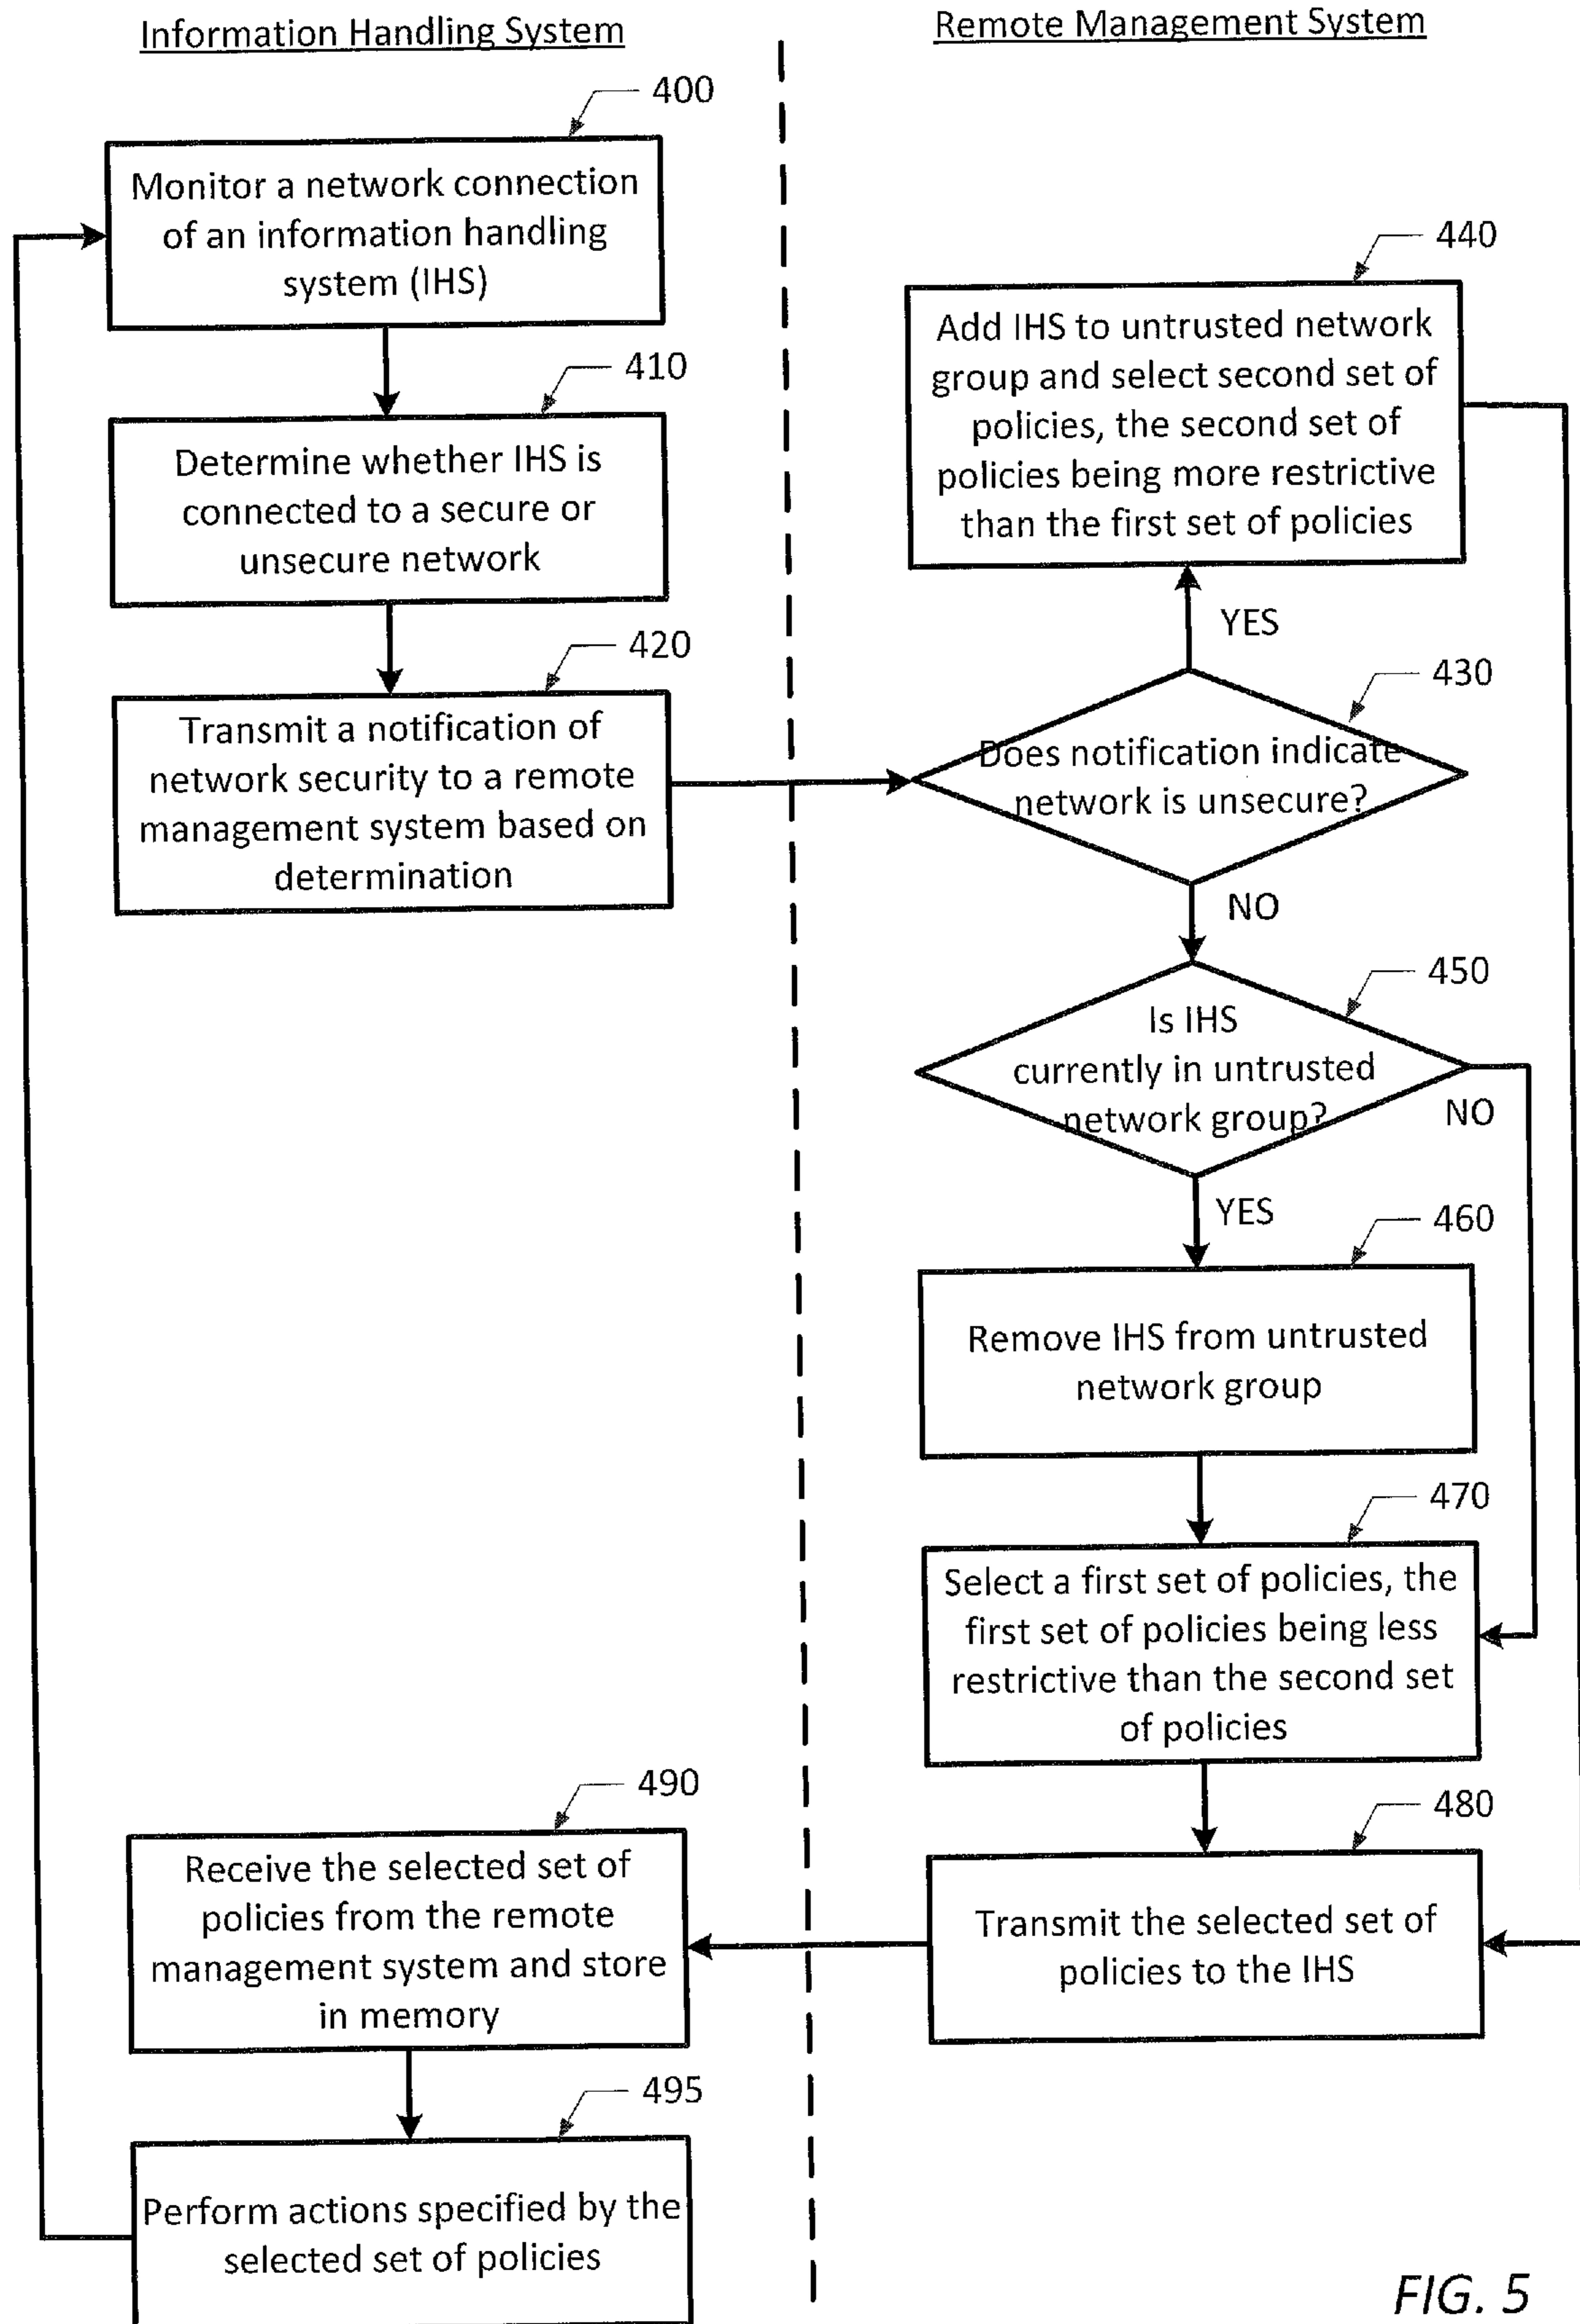 Information Handling System
Remote Management System
400
Monitor a network connection
of an information handling
system (IHS)
410
Determine whether IHS is
connected to a secure or
unsecure network
420
Transmit a notification of
network security to a remote
management system based on
determination
440
Add IHS to untrusted network
group and select second set of
policies, the second set of
policies being more restrictive
than the first set of policies
YES
430
Does notification indicate
network is unsecure?
NO
450
Is IHS
currently in untrusted
network group?
NO
YES
460
Remove IHS from untrusted
network group
470
Select a first set of policies, the
first set of policies being less
restrictive than the second set
of policies
480
Transmit the selected set of
policies to the IHS
490
Receive the selected set of
policies from the remote
management system and store
in memory
495
Perform actions specified by the
selected set of policies
FIG. 5